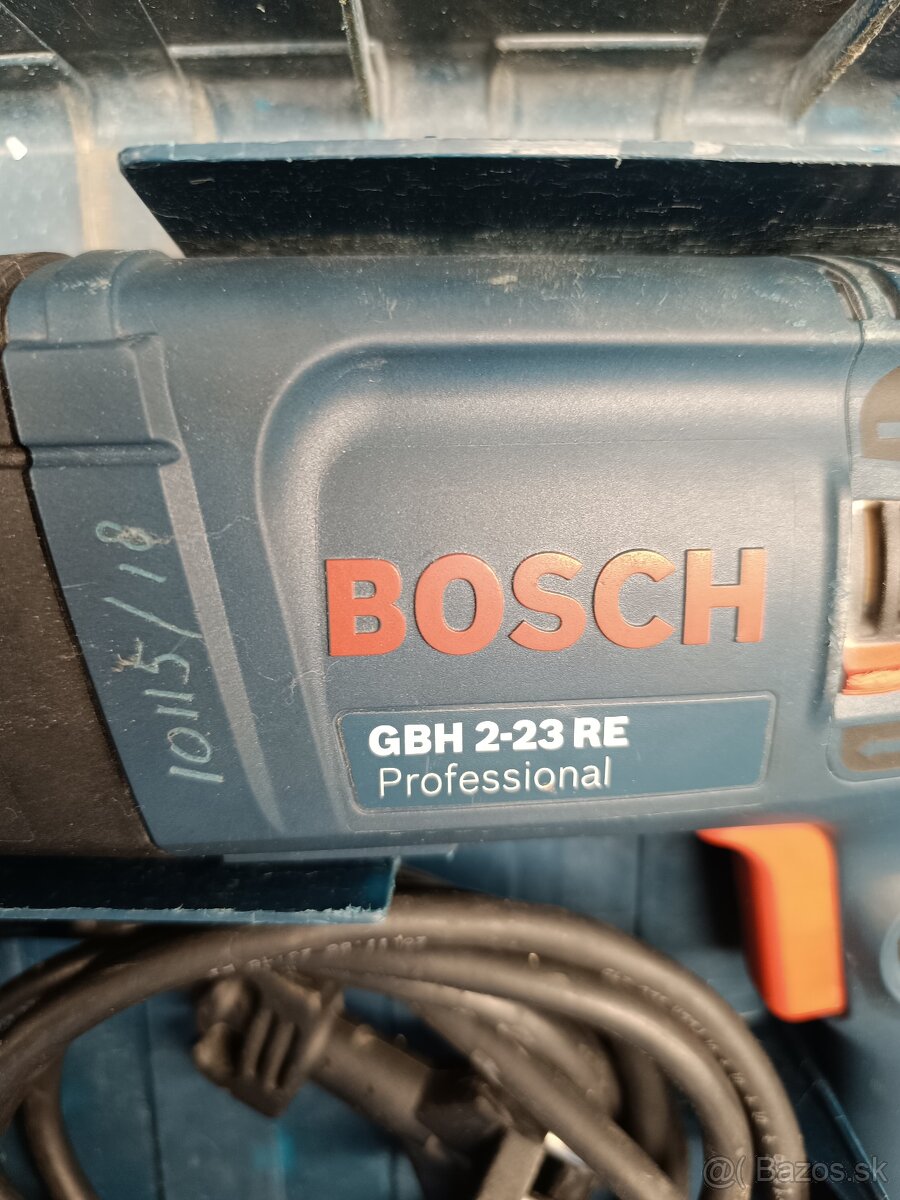 BOSCH
GBH 2-23 RE
Professional
10115/18
@( Bazos.sk